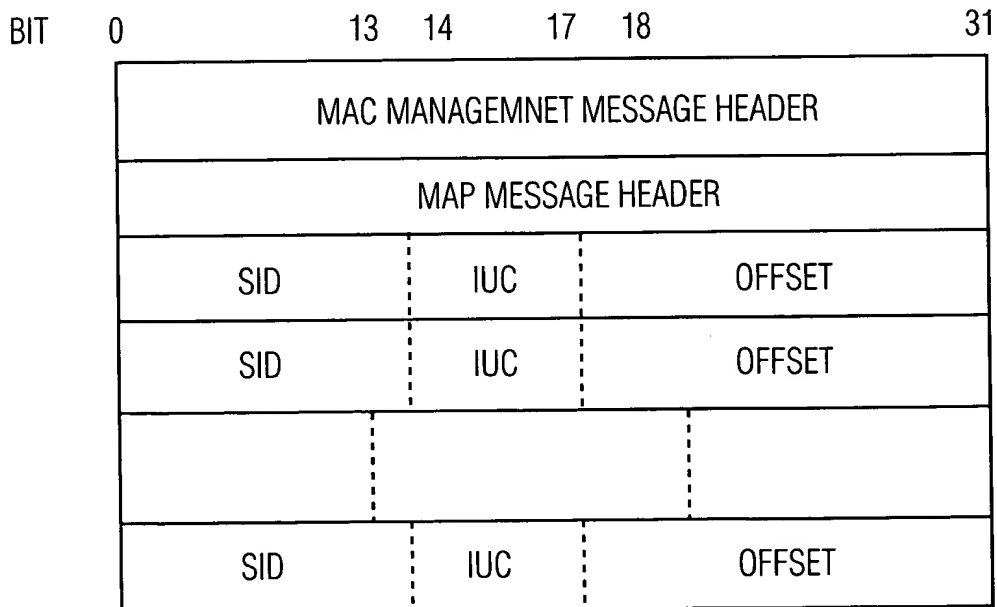 BIT 0 13 14 17 18 31
MAC MANAGEMNET MESSAGE HEADER
MAP MESSAGE HEADER
SID IUC OFFSET
SID IUC OFFSET
SID IUC OFFSET